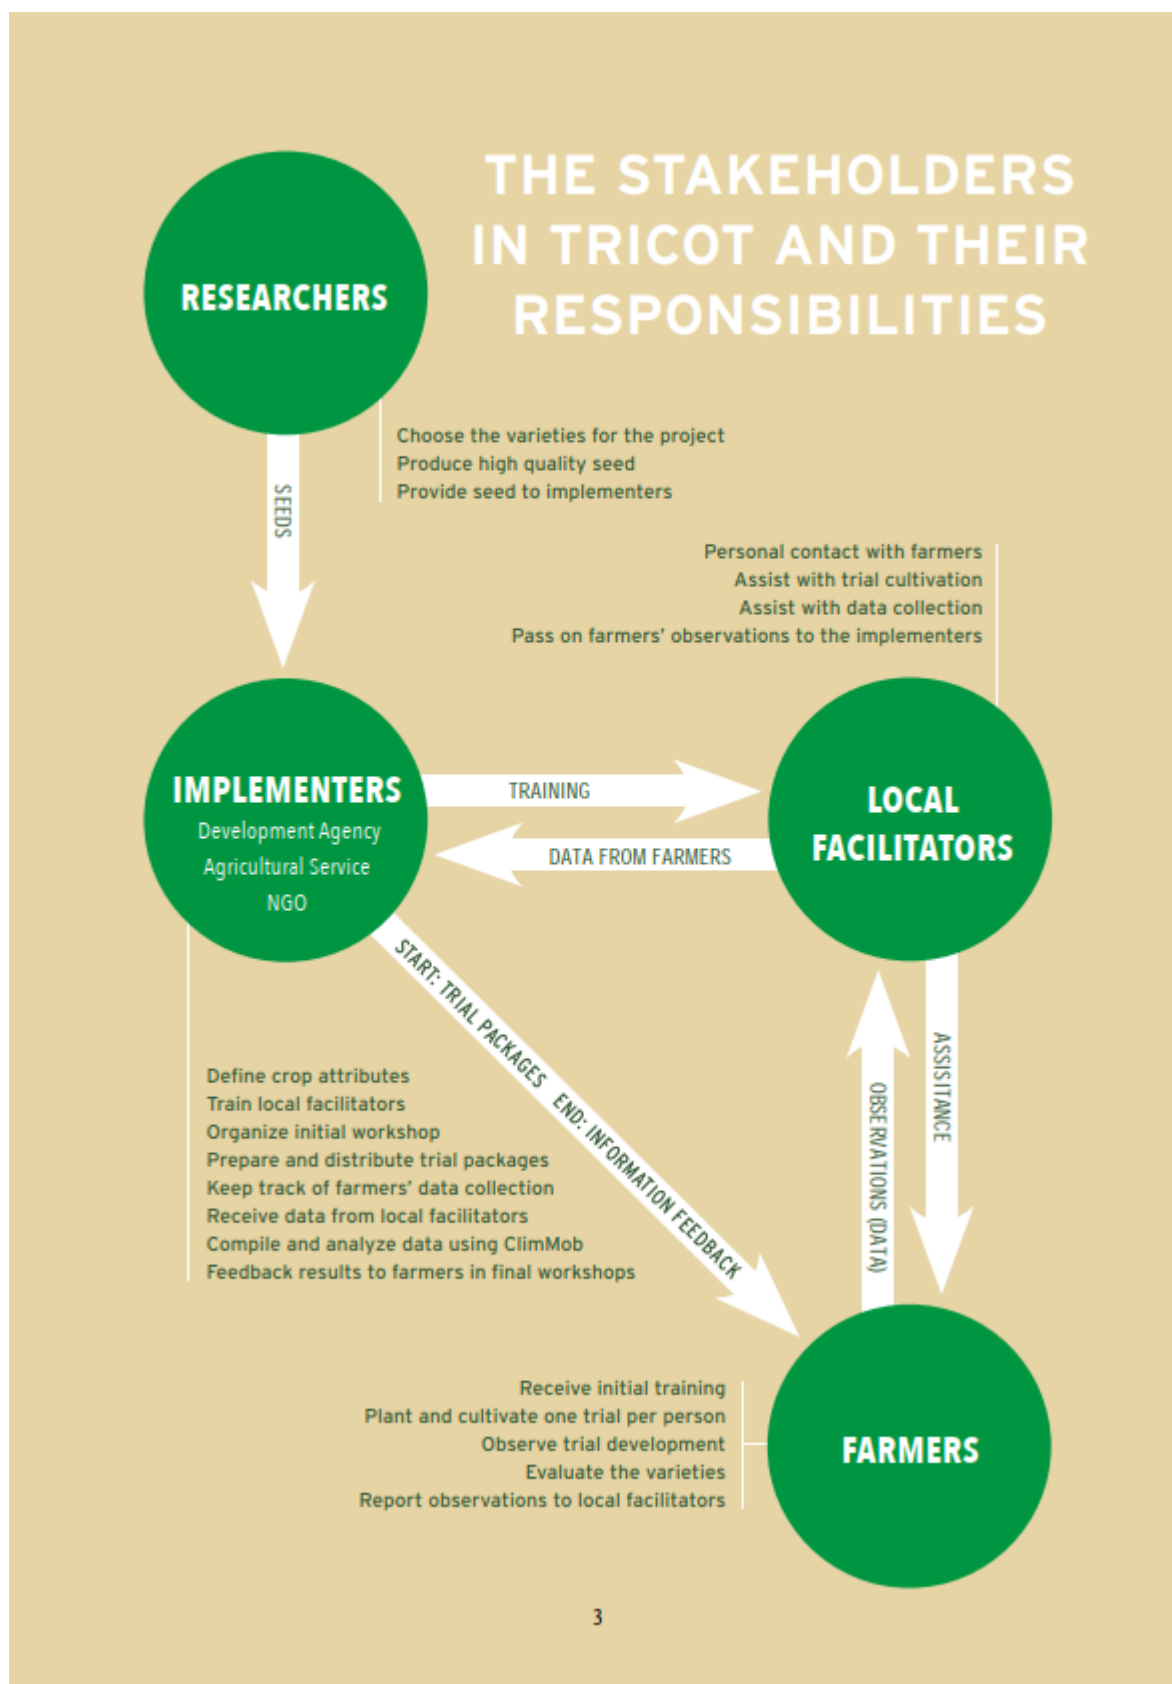 THE STAKEHOLDERS
IN TRICOT AND THEIR
RESPONSIBILITIES
RESEARCHERS
Choose the varieties for the project
Produce high quality seed
Provide seed to implementers
SEEDS
Personal contact with farmers
Assist with trial cultivation
Assist with data collection
Pass on farmers' observations to the implementers
IMPLEMENTERS
Development Agency
Agricultural Service
NGO
TRAINING
DATA FROM FARMERS
LOCAL
FACILITATORS
START: TRIAL PACKAGES END: INFORMATION FEEDBACK
ASSISITANCE
OBSERVATIONS (DATA)
Define crop attributes
Train local facilitators
Organize initial workshop
Prepare and distribute trial packages
Keep track of farmers' data collection
Receive data from local facilitators
Compile and analyze data using ClimMob
Feedback results to farmers in final workshops
Receive initial training
Plant and cultivate one trial per person
Observe trial development
Evaluate the varieties
Report observations to local facilitators
FARMERS
3